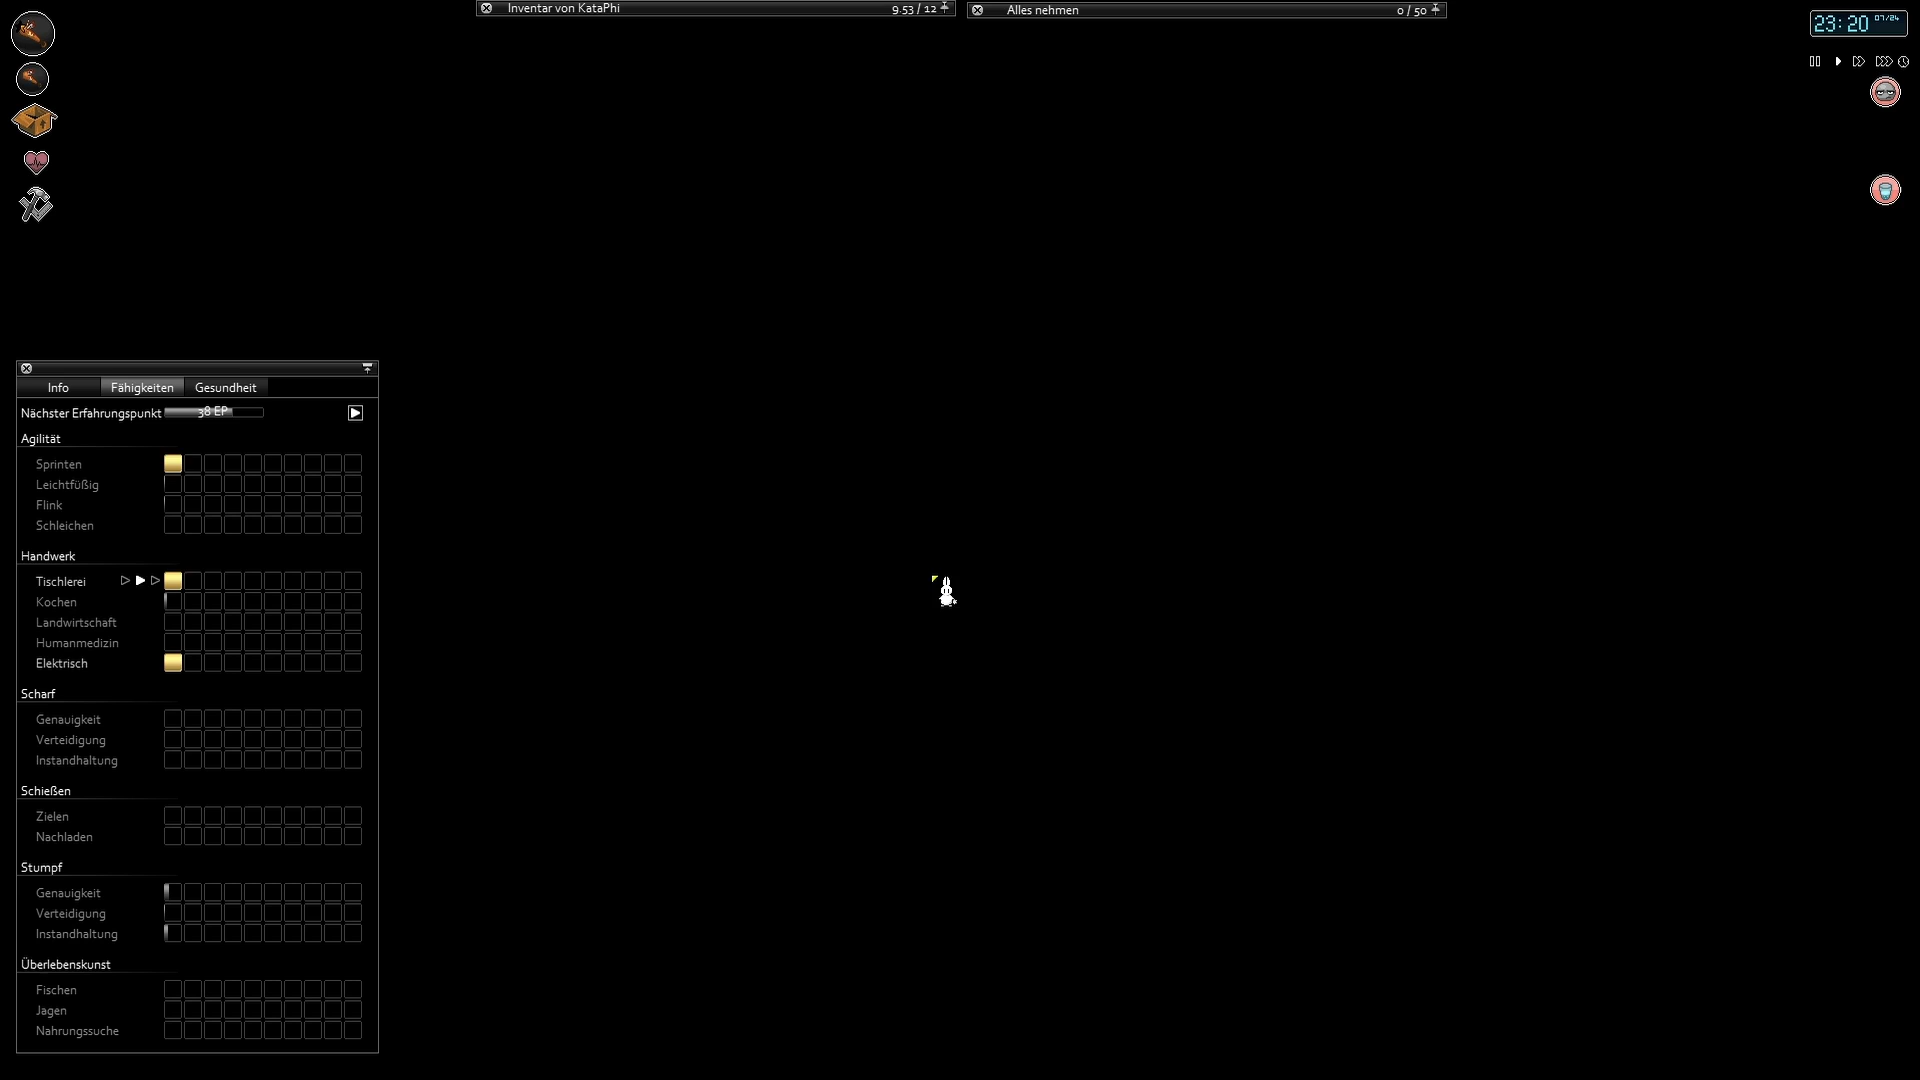 Inventar von KataPhi 9.53 / 12
Alles nehmen 0 / 50
23:20 07/24
Info Fähigkeiten Gesundheit
Nächster Erfahrungspunkt 38 EP
Agilität
Sprinten
Leichtfüßig
Flink
Schleichen
Handwerk
Tischlerei
Kochen
Landwirtschaft
Humanmedizin
Elektrisch
Scharf
Genauigkeit
Verteidigung
Instandhaltung
Schießen
Zielen
Nachladen
Stumpf
Genauigkeit
Verteidigung
Instandhaltung
Überlebenskunst
Fischen
Jagen
Nahrungssuche